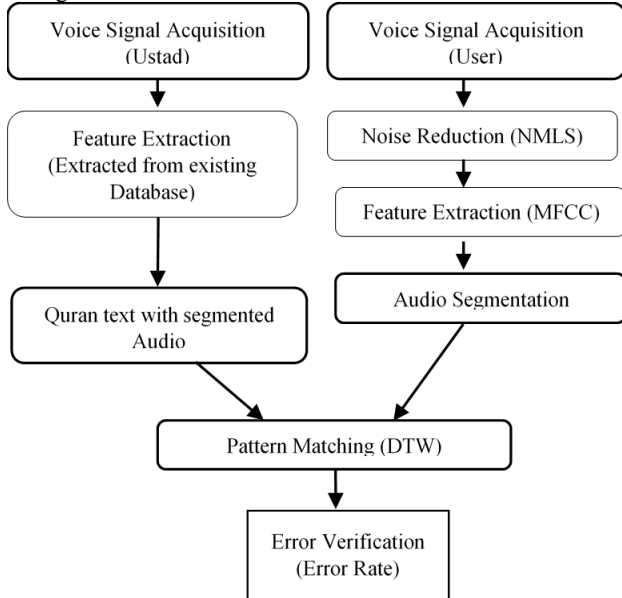 Voice Signal Acquisition
(Ustad)
Voice Signal Acquisition
(User)
Feature Extraction
(Extracted from existing
Database)
Noise Reduction (NMLS)
Feature Extraction (MFCC)
Quran text with segmented
Audio
Audio Segmentation
Pattern Matching (DTW)
Error Verification
(Error Rate)